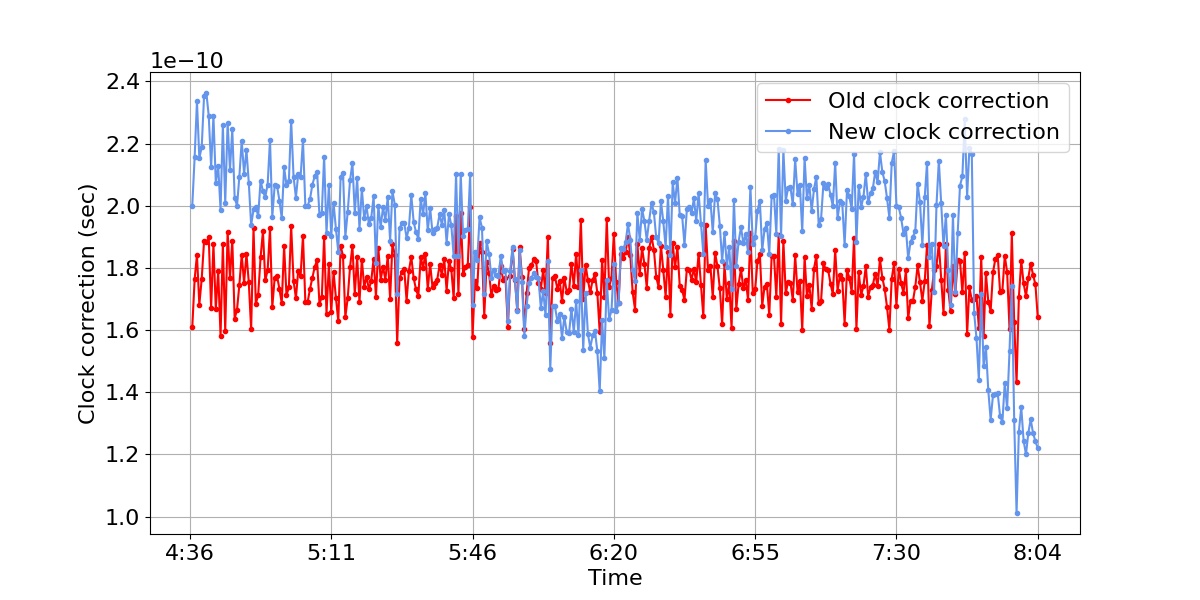 1e−10
2.4
2.2
2.0
1.8
1.6
1.4
1.2
1.0
Clock correction (sec)
Old clock correction
New clock correction
4:36 5:11 5:46 6:20 6:55 7:30 8:04
Time